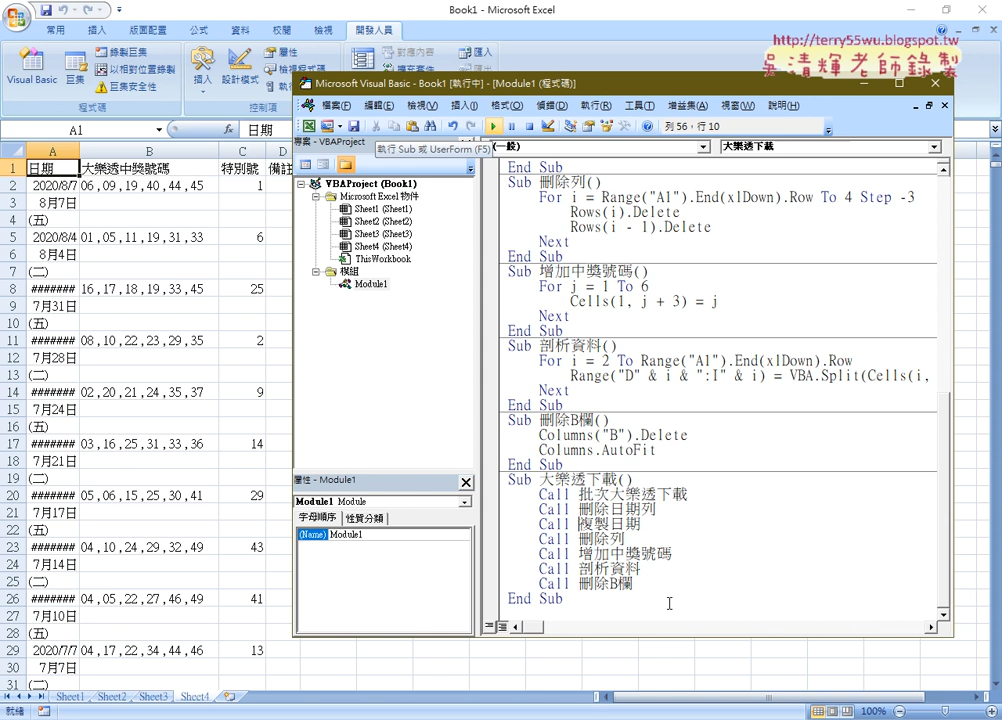 Book1 - Microsoft Excel
常用 插入 版面配置 公式 資料 校閱 檢視 開發人員
http://terry55wu.blogspot.tw
吳清輝老師錄製
Visual Basic 巨集 錄製巨集 以相對位置錄製 巨集安全性 插入 設計模式 屬性 檢視程式碼 對應內容 匯入
程式碼 控制項
Microsoft Visual Basic - Book1 [執行中] - [Module1 (程式碼)]
檔案(F) 編輯(E) 檢視(V) 插入(I) 格式(O) 偵錯(D) 執行(R) 工具(T) 增益集(A) 視窗(W) 說明(H)
列 56，行 10
A1 fx 日期
專案 - VBAProject
執行 Sub 或 UserForm (F5)
(一般) 大樂透下載
VBAProject (Book1)
Microsoft Excel 物件
Sheet1 (Sheet1)
Sheet2 (Sheet2)
Sheet3 (Sheet3)
Sheet4 (Sheet4)
ThisWorkbook
模組
Module1
屬性 - Module1
Module1 Module
字母順序 性質分類
(Name) Module1
End Sub
Sub 刪除列()
For i = Range("A1").End(xlDown).Row To 4 Step -3
Rows(i).Delete
Rows(i - 1).Delete
Next
End Sub
Sub 增加中獎號碼()
For j = 1 To 6
Cells(1, j + 3) = j
Next
End Sub
Sub 剖析資料()
For i = 2 To Range("A1").End(xlDown).Row
Range("D" & i & ":I" & i) = VBA.Split(Cells(i,
Next
End Sub
Sub 刪除B欄()
Columns("B").Delete
Columns.AutoFit
End Sub
Sub 大樂透下載()
Call 批次大樂透下載
Call 刪除日期列
Call 複製日期
Call 刪除列
Call 增加中獎號碼
Call 剖析資料
Call 刪除B欄
End Sub
A B C D
1 日期 大樂透中獎號碼 特別號 備註
2 2020/8/7 06,09,19,40,44,45 1
3 8月7日
4 (五)
5 2020/8/4 01,05,11,19,31,33 6
6 8月4日
7 (二)
8 ####### 16,17,18,19,33,45 25
9 7月31日
10 (五)
11 ####### 08,10,22,23,29,35 2
12 7月28日
13 (二)
14 ####### 02,20,21,24,35,37 9
15 7月24日
16 (五)
17 ####### 03,16,25,31,33,36 14
18 7月21日
19 (二)
20 ####### 05,06,15,25,30,41 29
21 7月17日
22 (五)
23 ####### 04,10,24,29,32,49 43
24 7月14日
25 (二)
26 ####### 04,05,22,27,46,49 41
27 7月10日
28 (五)
29 2020/7/7 04,17,22,34,44,46 13
30 7月7日
31 (二)
Sheet1 Sheet2 Sheet3 Sheet4
就緒 100%